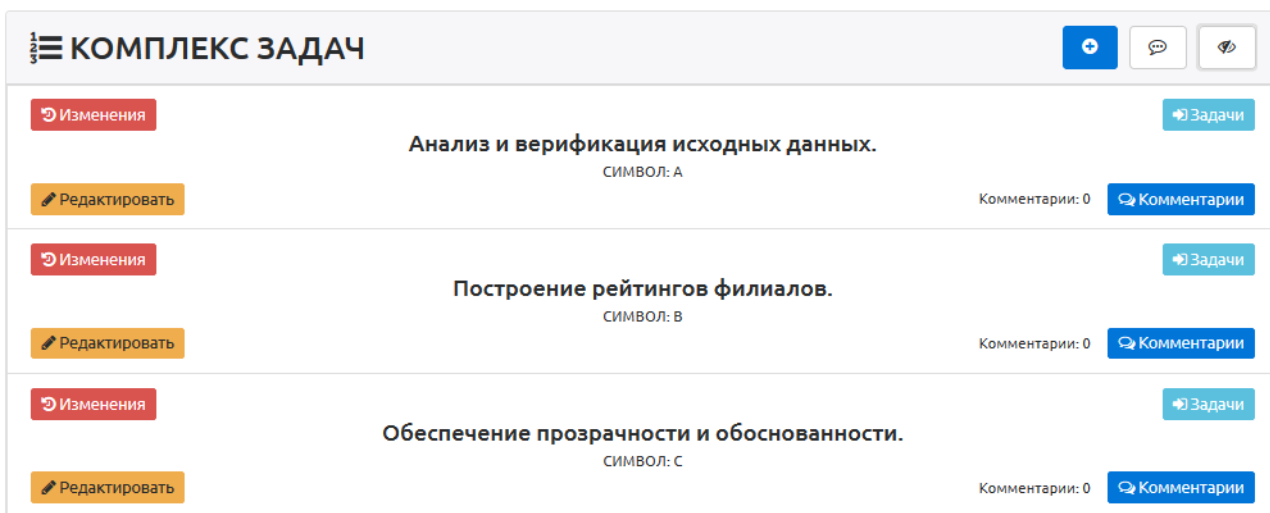 КОМПЛЕКС ЗАДАЧ
Изменения
Задачи
Анализ и верификация исходных данных.
СИМВОЛ: A
Редактировать
Комментарии: 0
Комментарии
Изменения
Задачи
Построение рейтингов филиалов.
СИМВОЛ: B
Редактировать
Комментарии: 0
Комментарии
Изменения
Задачи
Обеспечение прозрачности и обоснованности.
СИМВОЛ: C
Редактировать
Комментарии: 0
Комментарии